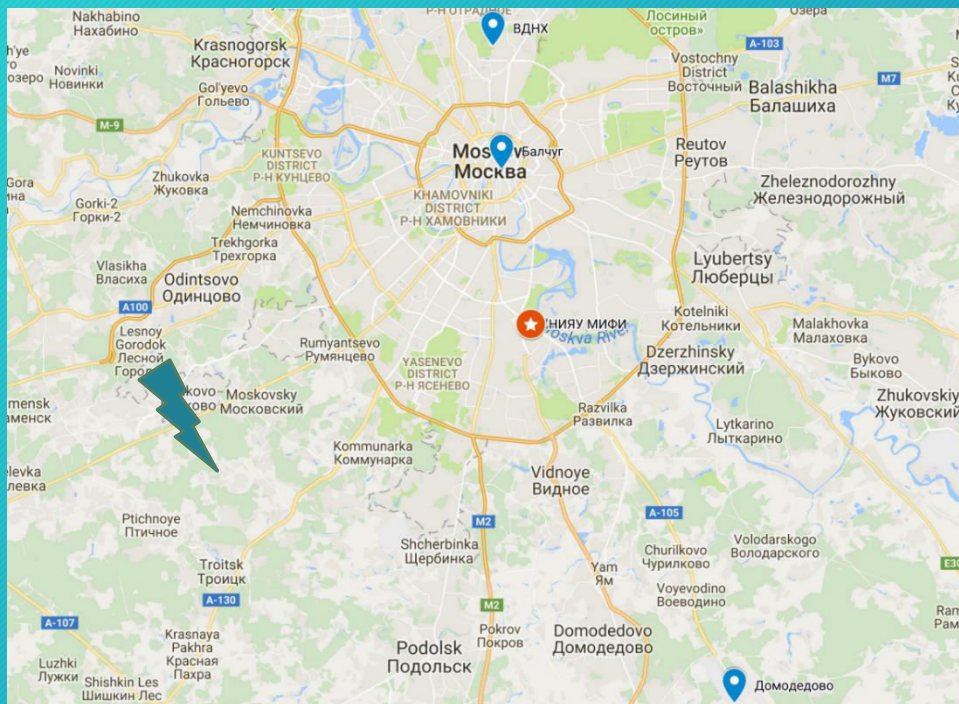 Nakhabino
Нахабино
Р-Н ОТРАДНОЕ
ВДНХ
Лосиный
остров»
Озера
Krasnogorsk
Красногорск
A-103
Vostochny
District
Восточный
Novinki
Новинки
Gol'yevo
Гольево
Balashikha
Балашиха
M7
M-9
Moscow
Балчуг
Москва
Reutov
Реутов
KUNTSEVO
DISTRICT
Р-Н КУНЦЕВО
Zhukovka
Жуковка
Gorki-2
Горки-2
KHAMOVNIKI
DISTRICT
Р-Н ХАМОВНИКИ
Zheleznodorozhny
Железнодорожный
Nemchinovka
Немчиновка
Trekhgorka
Трехгорка
Vlasikha
Власиха
Odintsovo
Одинцово
Lyubertsy
Люберцы
A100
Lesnoy
Gorodok
Лесной
НИЯУ МИФИ
Kotelniki
Котельники
Malakhovka
Малаховка
Rumyantsevo
Румянцево
YASENEVO
DISTRICT
Р-Н ЯСЕНЕВО
Dzerzhinsky
Дзержинский
Bykovo
Быково
Moskovsky
Московский
Razvilka
Развилка
Zhukovskiy
Жуковский
Lytkarino
Лыткарино
Kommunarka
Коммунарка
Vidnoye
Видное
Ptichnoye
Птичное
M2
A-105
Shcherbinka
Щербинка
Churilkovo
Чурилково
Volodarskogo
Володарского
Troitsk
Троицк
Yam
Ям
Voyevodino
Воеводино
A-130
M2
A-107
Krasnaya
Pakhra
Красная
Пахра
Pokrov
Покров
Podolsk
Подольск
Domodedovo
Домодедово
Luzhki
Лужки
Shishkin Les
Шишкин Лес
Домодедово